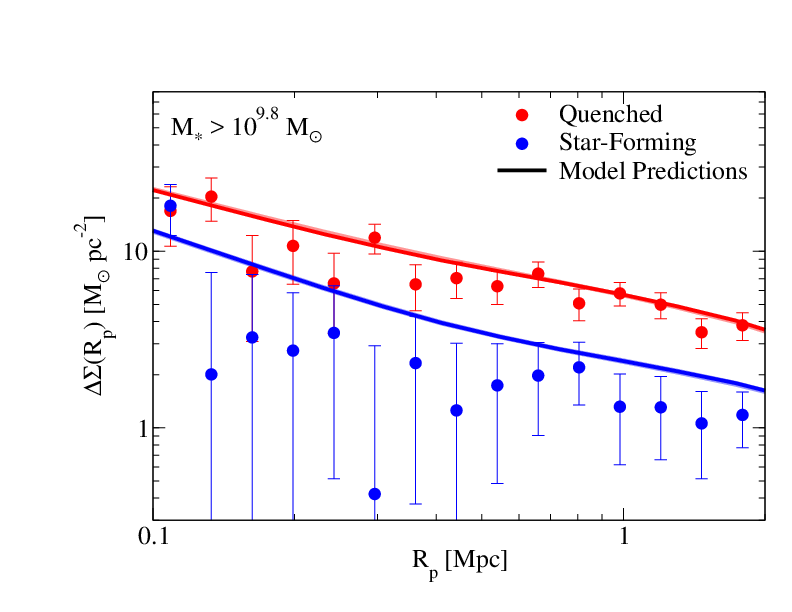 M* > 10^9.8 M⊙
Quenched
Star-Forming
Model Predictions
ΔΣ(Rp) [M⊙ pc^-2]
10
1
0.1
1
Rp [Mpc]